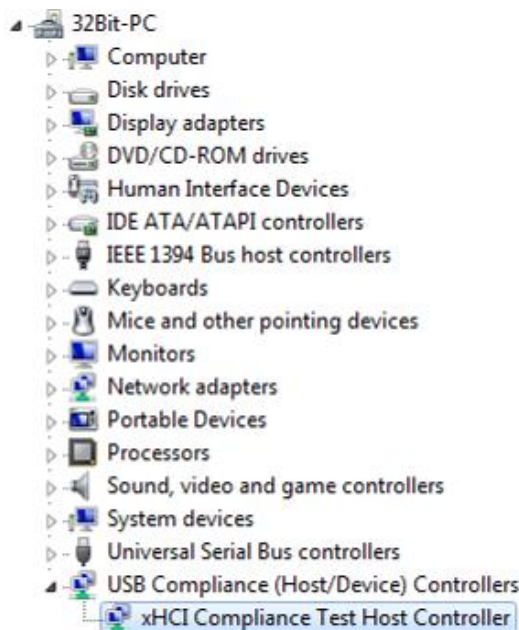 32Bit-PC
Computer
Disk drives
Display adapters
DVD/CD-ROM drives
Human Interface Devices
IDE ATA/ATAPI controllers
IEEE 1394 Bus host controllers
Keyboards
Mice and other pointing devices
Monitors
Network adapters
Portable Devices
Processors
Sound, video and game controllers
System devices
Universal Serial Bus controllers
USB Compliance (Host/Device) Controllers
xHCI Compliance Test Host Controller